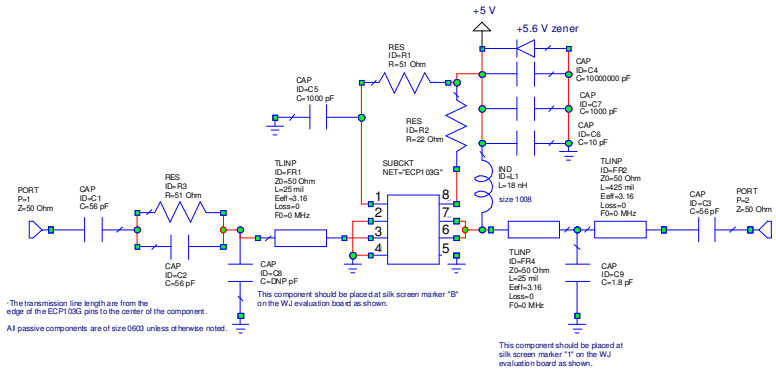 +5 V
+5.6 V zener
RES
ID=R1
R=51 Ohm
CAP
ID=C4
C=10000000 pF
CAP
ID=C5
C=1000 pF
CAP
ID=C7
C=1000 pF
RES
ID=R2
R=22 Ohm
CAP
ID=C6
C=10 pF
TLINP
ID=FR1
Z0=50 Ohm
L=25 mil
Eeff=3.16
Loss=0
F0=0 MHz
SUBCKT
NET="ECP103G"
IND
ID=L1
L=18 nH
size 1008
TLINP
ID=FR2
Z0=50 Ohm
L=425 mil
Eeff=3.16
Loss=0
F0=0 MHz
PORT
P=1
Z=50 Ohm
CAP
ID=C1
C=56 pF
RES
ID=R3
R=51 Ohm
CAP
ID=C3
C=56 pF
PORT
P=2
Z=50 Ohm
1
2
3
4
8
7
6
5
CAP
ID=C2
C=56 pF
CAP
ID=C8
C=DNP pF
TLINP
ID=FR4
Z0=50 Ohm
L=25 mil
Eeff=3.16
Loss=0
F0=0 MHz
CAP
ID=C9
C=1.8 pF
·The transmission line length are from the
edge of the ECP103G pins to the center of the component.
All passive components are of size 0603 unless otherwise noted.
This component should be placed at silk screen marker "B"
on the WJ evaluation board as shown.
This component should be placed at
silk screen marker "1" on the WJ
evaluation board as shown.